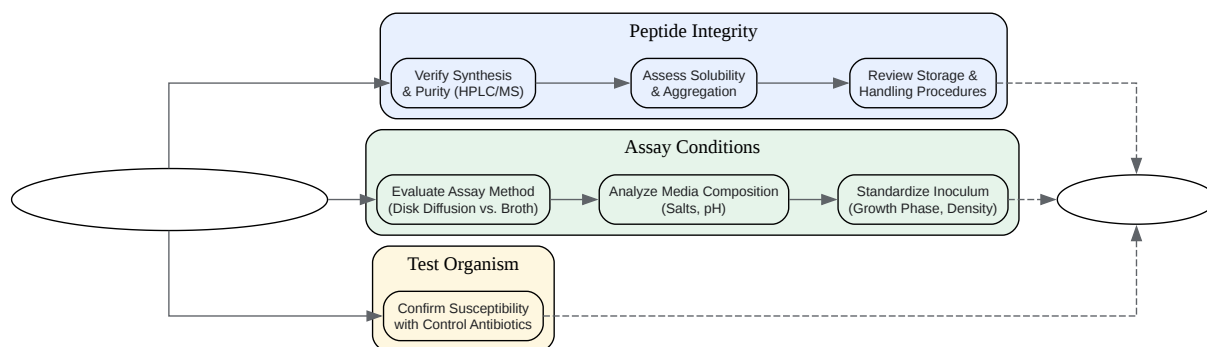 Peptide Integrity
Verify Synthesis
& Purity (HPLC/MS)
Assess Solubility
& Aggregation
Review Storage &
Handling Procedures
Assay Conditions
Evaluate Assay Method
(Disk Diffusion vs. Broth)
Analyze Media Composition
(Salts, pH)
Standardize Inoculum
(Growth Phase, Density)
Test Organism
Confirm Susceptibility
with Control Antibiotics